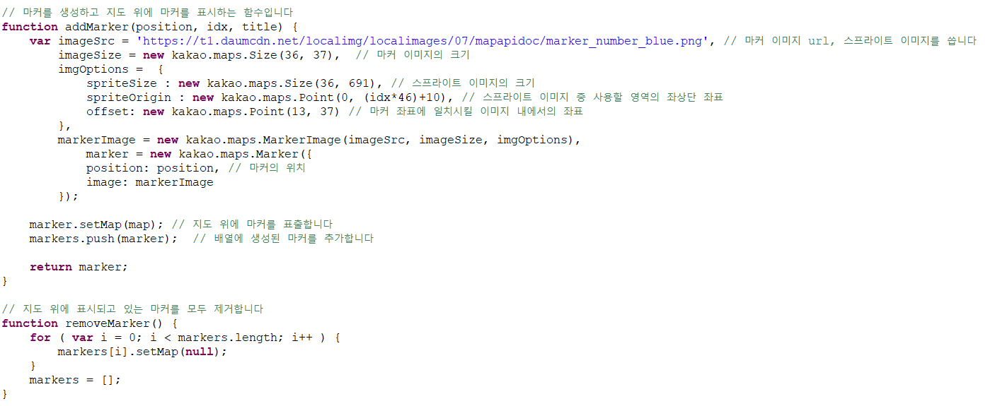 // 마커를 생성하고 지도 위에 마커를 표시하는 함수입니다
function addMarker(position, idx, title) {
    var imageSrc = 'https://t1.daumcdn.net/localimg/localimages/07/mapapidoc/marker_number_blue.png', // 마커 이미지 url, 스프라이트 이미지를 씁니다
        imageSize = new kakao.maps.Size(36, 37),  // 마커 이미지의 크기
        imgOptions =  {
            spriteSize : new kakao.maps.Size(36, 691), // 스프라이트 이미지의 크기
            spriteOrigin : new kakao.maps.Point(0, (idx*46)+10), // 스프라이트 이미지 중 사용할 영역의 좌상단 좌표
            offset: new kakao.maps.Point(13, 37) // 마커 좌표에 일치시킬 이미지 내에서의 좌표
        },
        markerImage = new kakao.maps.MarkerImage(imageSrc, imageSize, imgOptions),
            marker = new kakao.maps.Marker({
            position: position, // 마커의 위치
            image: markerImage
        });

    marker.setMap(map); // 지도 위에 마커를 표출합니다
    markers.push(marker);  // 배열에 생성된 마커를 추가합니다

    return marker;
}

// 지도 위에 표시되고 있는 마커를 모두 제거합니다
function removeMarker() {
    for ( var i = 0; i < markers.length; i++ ) {
        markers[i].setMap(null);
    }
    markers = [];
}